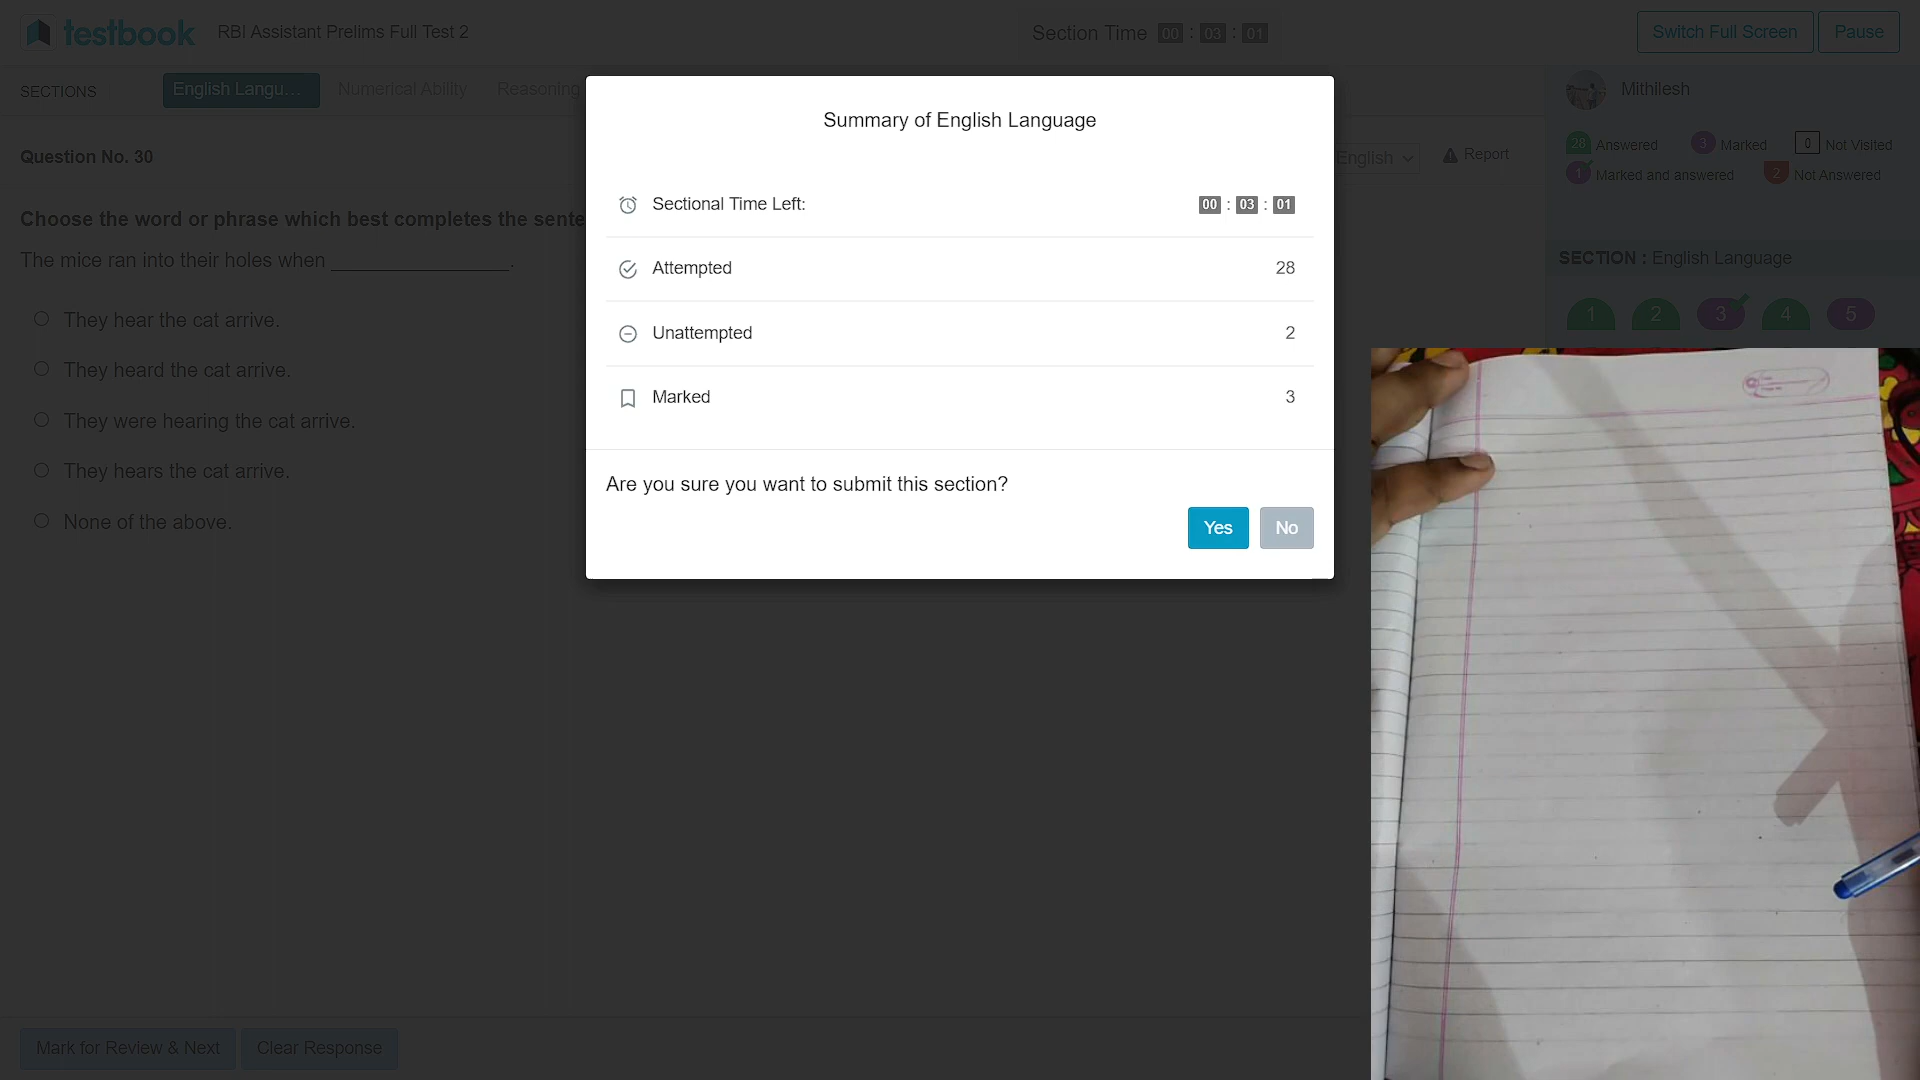 testbook RBI Assistant Prelims Full Test 2 Section Time 00 : 03 : 01 Switch Full Screen Pause
SECTIONS English Langu... Numerical Ability Reasoning
Mithilesh
28 Answered 3 Marked 0 Not Visited
1 Marked and answered 2 Not Answered
Question No. 30
English Report
Choose the word or phrase which best completes the sente
The mice ran into their holes when ________________.
They hear the cat arrive.
They heard the cat arrive.
They were hearing the cat arrive.
They hears the cat arrive.
None of the above.
Summary of English Language
Sectional Time Left: 00 : 03 : 01
Attempted 28
Unattempted 2
Marked 3
Are you sure you want to submit this section?
Yes No
SECTION : English Language
1 2 3 4 5
Mark for Review & Next Clear Response